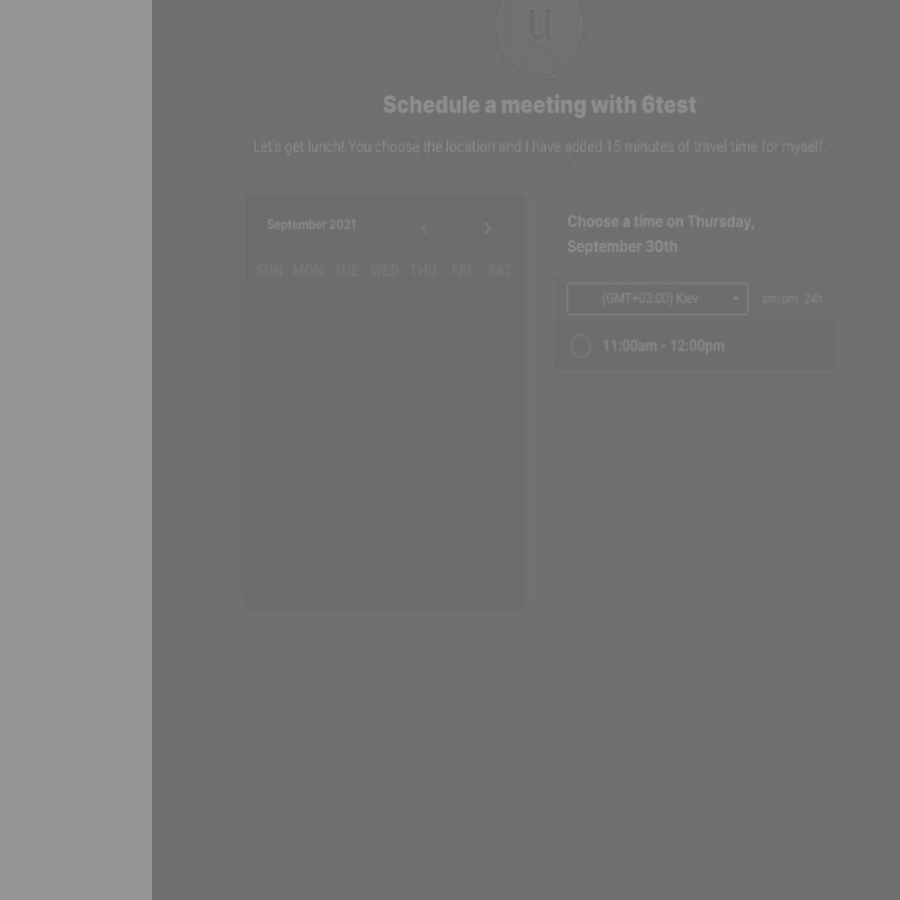 u
Schedule a meeting with 6test
Let's get lunch! You choose the location and I have added 15 minutes of travel time for myself.
September 2021
SUN MON TUE WED THU FRI SAT
Choose a time on Thursday,
September 30th
(GMT+03:00) Kiev
am/pm 24h
11:00am - 12:00pm